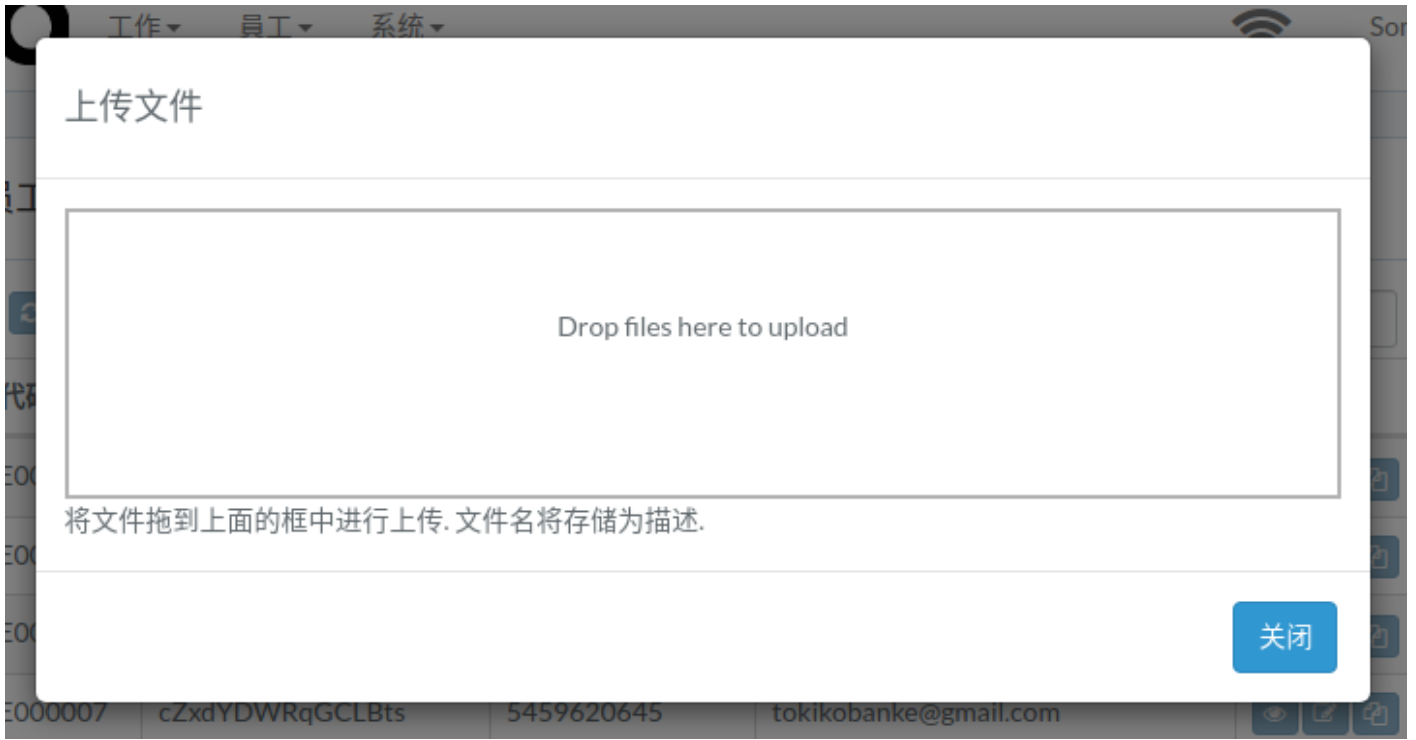 工作 員工 系统
上传文件
Drop files here to upload
将文件拖到上面的框中进行上传. 文件名将存储为描述.
关闭
E000007 cZxdYDWRqGCLBts 5459620645 tokikobanke@gmail.com